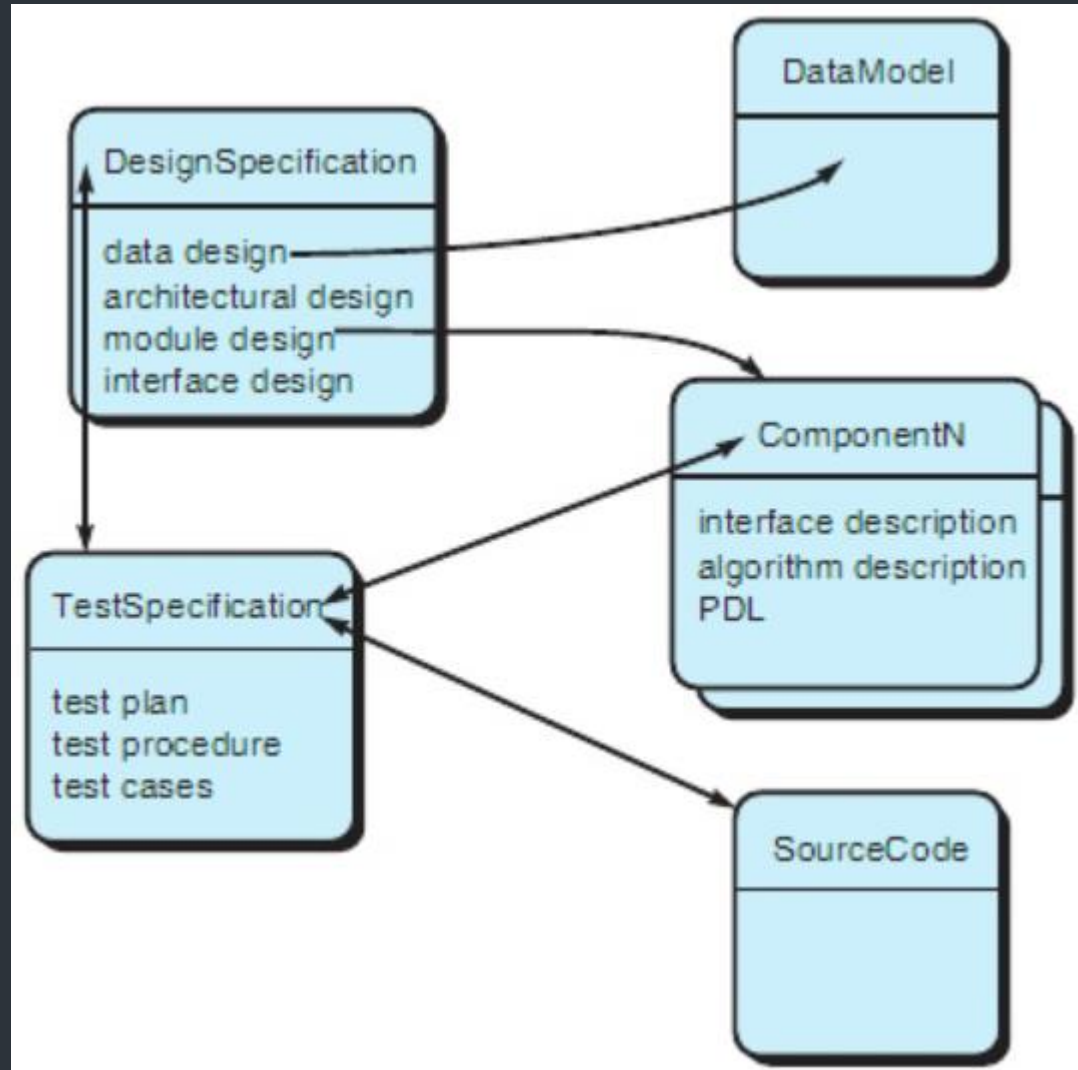 DataModel
DesignSpecification
data design
architectural design
module design
interface design
ComponentN
interface description
algorithm description
PDL
TestSpecification
test plan
test procedure
test cases
SourceCode